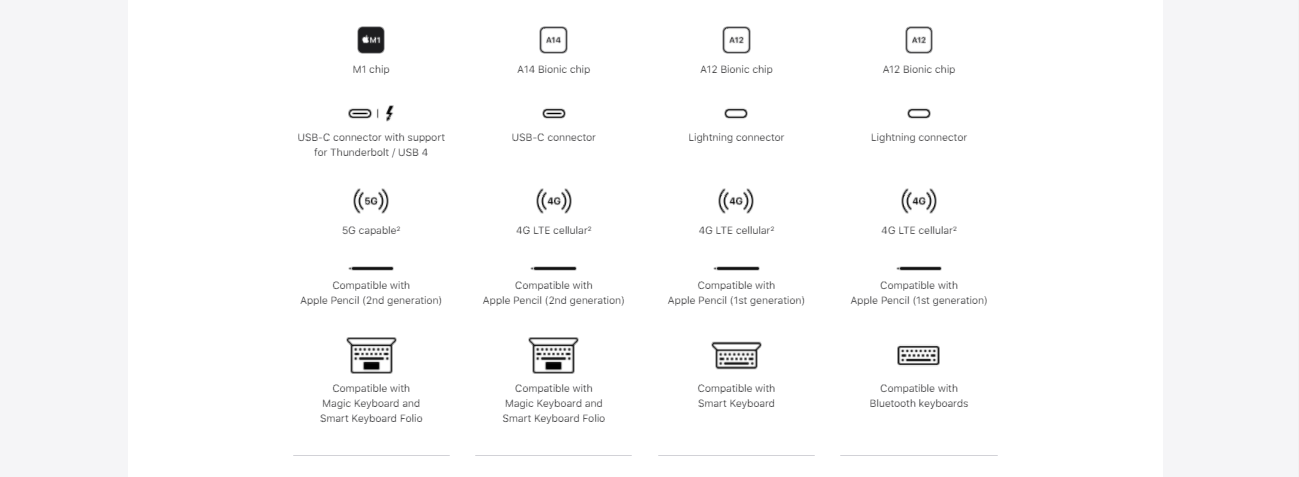 M1
A14
A12
A12
M1 chip
A14 Bionic chip
A12 Bionic chip
A12 Bionic chip
USB-C connector with support
for Thunderbolt / USB 4
USB-C connector
Lightning connector
Lightning connector
5G
4G
4G
4G
5G capable²
4G LTE cellular²
4G LTE cellular²
4G LTE cellular²
Compatible with
Apple Pencil (2nd generation)
Compatible with
Apple Pencil (2nd generation)
Compatible with
Apple Pencil (1st generation)
Compatible with
Apple Pencil (1st generation)
Compatible with
Magic Keyboard and
Smart Keyboard Folio
Compatible with
Magic Keyboard and
Smart Keyboard Folio
Compatible with
Smart Keyboard
Compatible with
Bluetooth keyboards